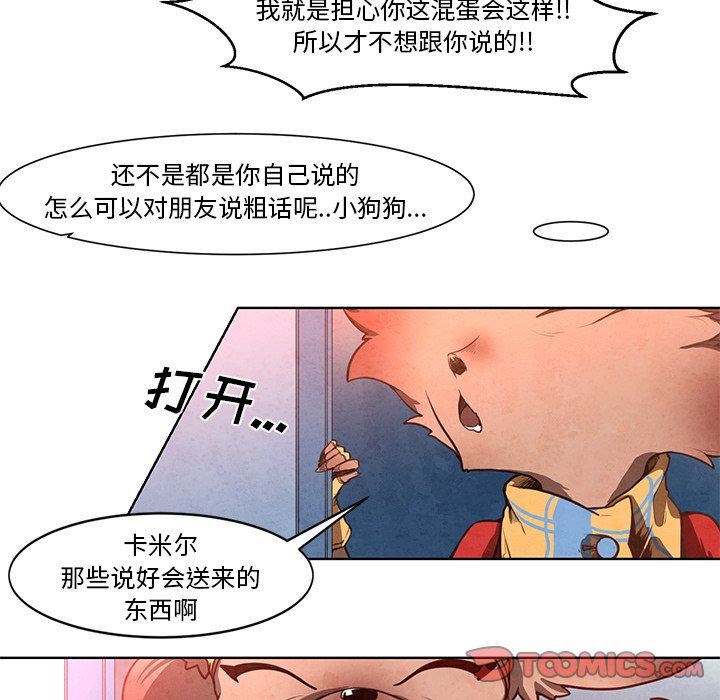 我就是担心你这混蛋会这样!!
所以才不想跟你说的!!
还不是都是你自己说的
怎么可以对朋友说粗话呢..小狗狗...
打开...
卡米尔
那些说好会送来的
东西啊
DTCOMICS.COM